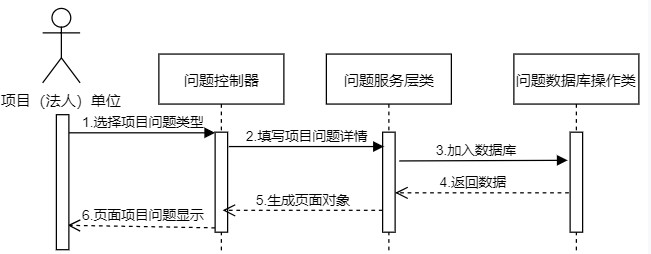 问题控制器
问题服务层类
问题数据库操作类
项目（法人）单位
1.选择项目问题类型
2.填写项目问题详情
3.加入数据库
4.返回数据
5.生成页面对象
6.页面项目问题显示